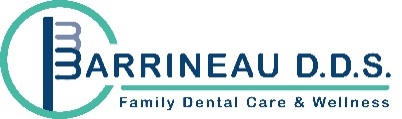 BARRINEAU D.D.S.
Family Dental Care & Wellness